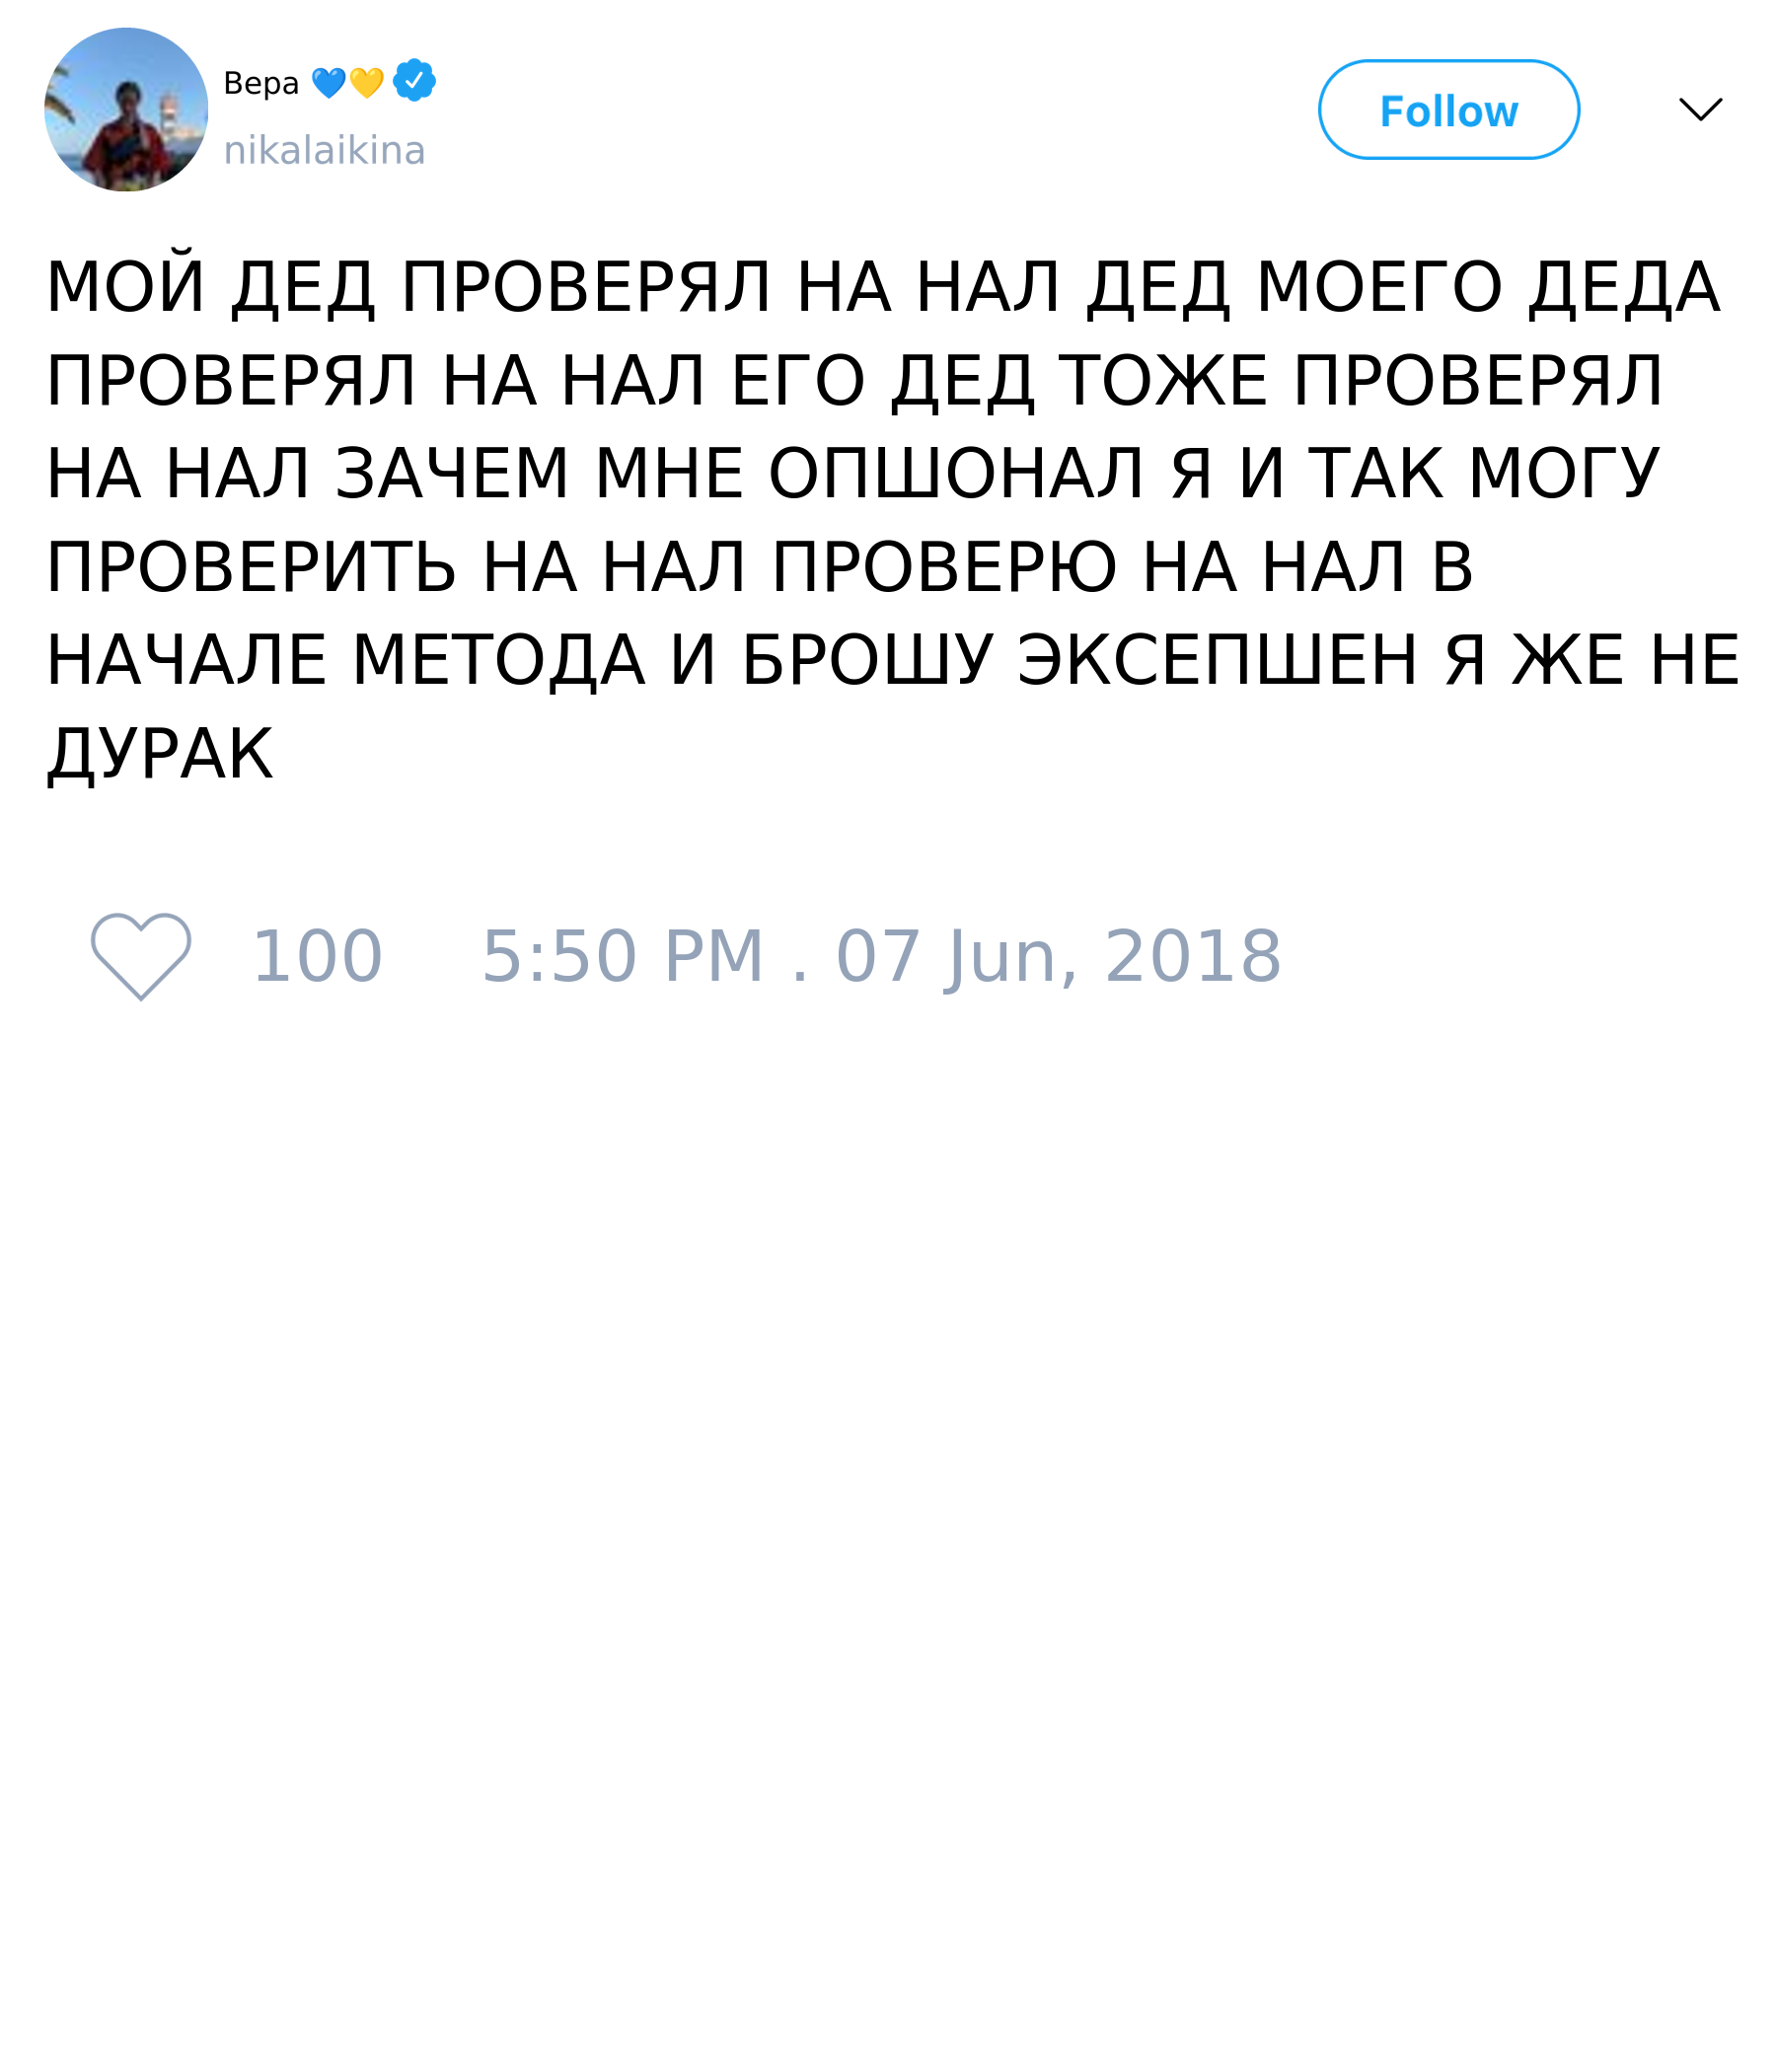 Вера 💙💛
nikalaikina
Follow
МОЙ ДЕД ПРОВЕРЯЛ НА НАЛ ДЕД МОЕГО ДЕДА
ПРОВЕРЯЛ НА НАЛ ЕГО ДЕД ТОЖЕ ПРОВЕРЯЛ
НА НАЛ ЗАЧЕМ МНЕ ОПШОНАЛ Я И ТАК МОГУ
ПРОВЕРИТЬ НА НАЛ ПРОВЕРЮ НА НАЛ В
НАЧАЛЕ МЕТОДА И БРОШУ ЭКСЕПШЕН Я ЖЕ НЕ
ДУРАК
100 5:50 PM . 07 Jun, 2018